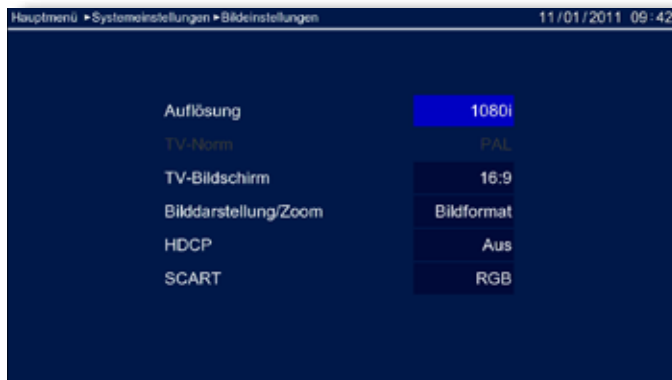 Hauptmenü ►Systemeinstellungen►Bildeinstellungen 11/01/2011 09:42
Auflösung 1080i
TV-Norm PAL
TV-Bildschirm 16:9
Bilddarstellung/Zoom Bildformat
HDCP Aus
SCART RGB